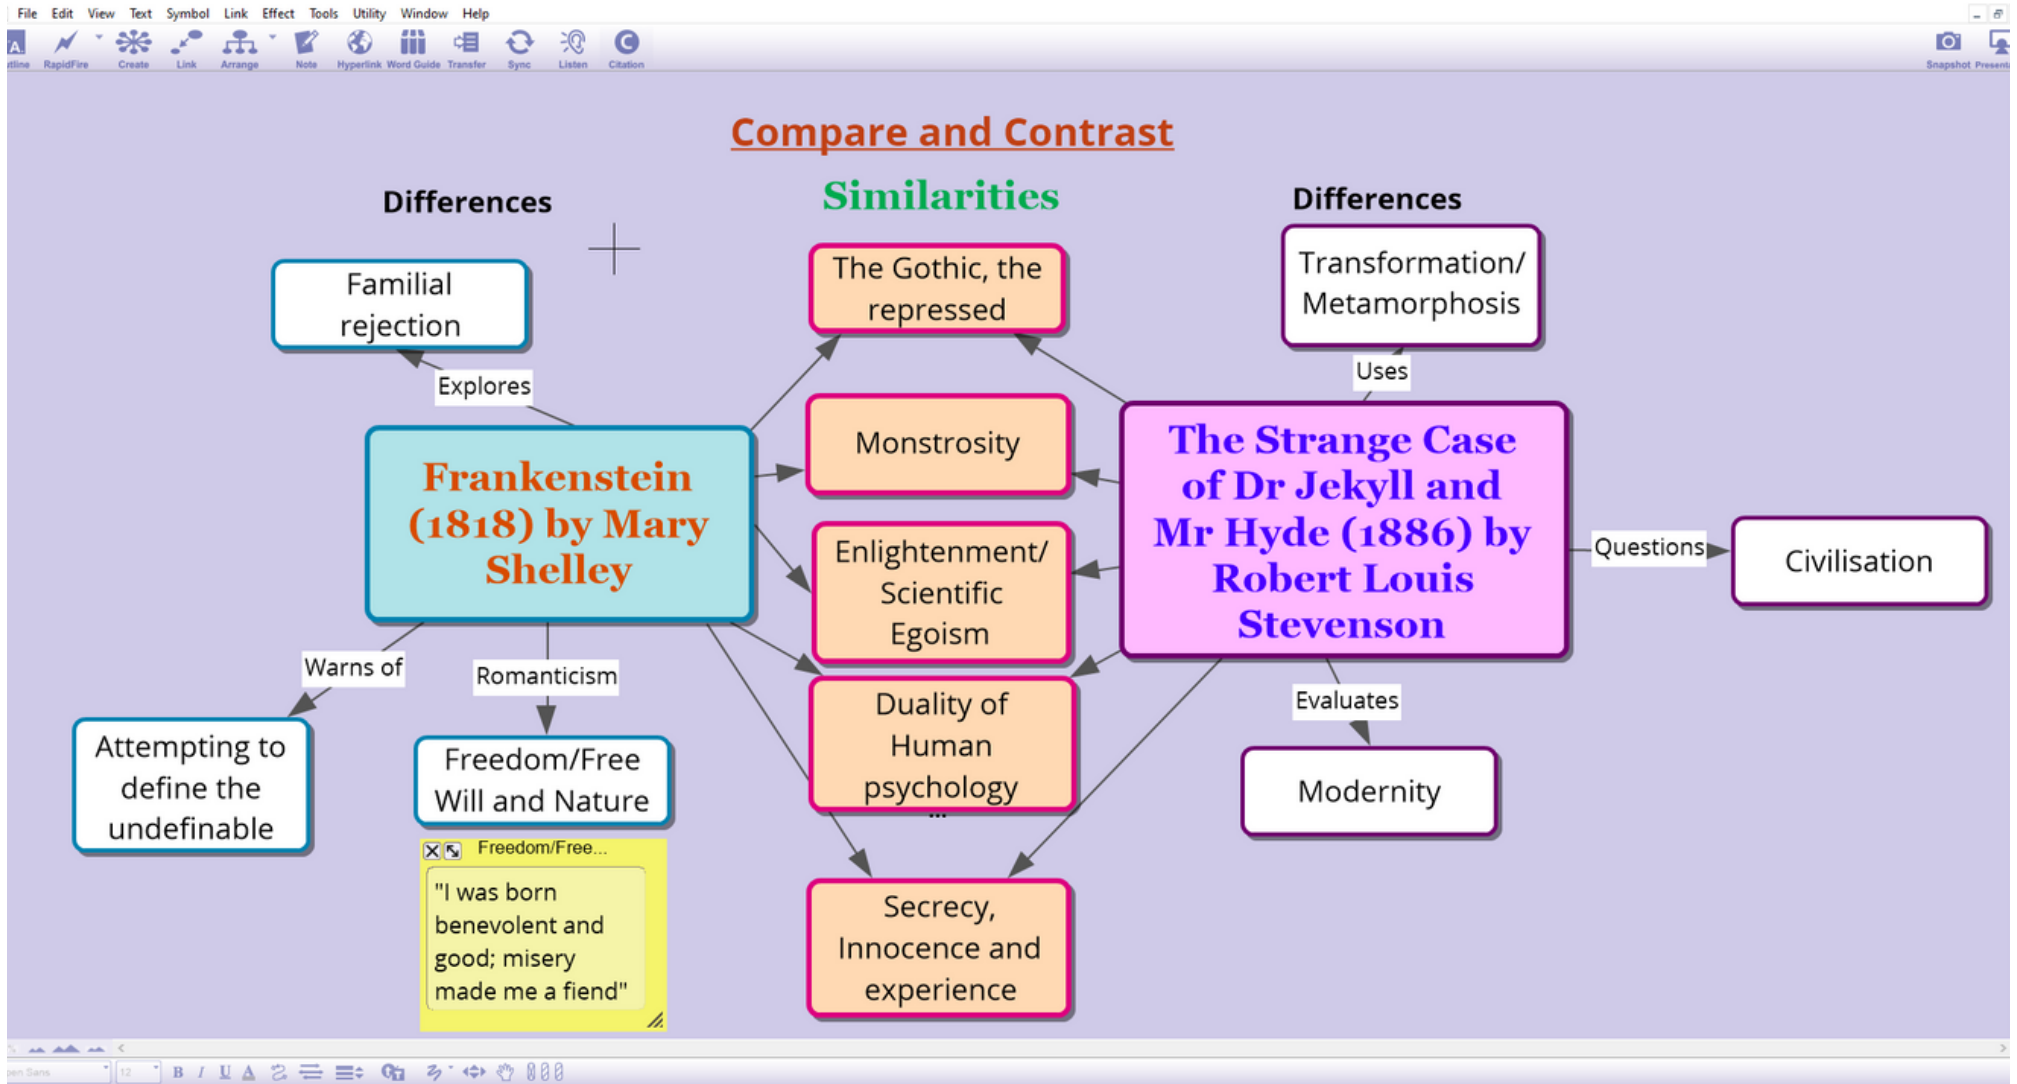 File Edit View Text Symbol Link Effect Tools Utility Window Help
RapidFire Create Link Arrange Note Hyperlink Word Guide Transfer Sync Listen Citation Snapshot
Compare and Contrast
Differences
Similarities
Differences
Familial
rejection
Explores
Frankenstein
(1818) by Mary
Shelley
Warns of
Attempting to
define the
undefinable
Romanticism
Freedom/Free
Will and Nature
Freedom/Free...
"I was born
benevolent and
good; misery
made me a fiend"
The Gothic, the
repressed
Monstrosity
Enlightenment/
Scientific
Egoism
Duality of
Human
psychology
...
Secrecy,
Innocence and
experience
Transformation/
Metamorphosis
Uses
The Strange Case
of Dr Jekyll and
Mr Hyde (1886) by
Robert Louis
Stevenson
Questions
Civilisation
Evaluates
Modernity
12
B I U A